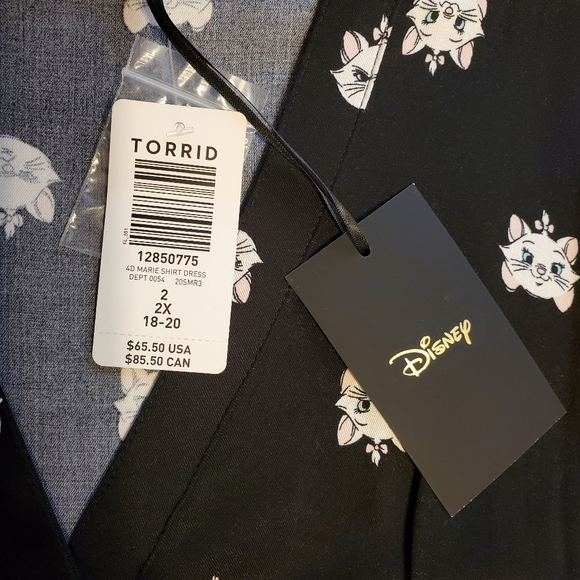 TORRID
FL_051
12850775
4D MARIE SHIRT DRESS
DEPT 0054 20SMR3
2
2X
18-20
$65.50 USA
$85.50 CAN
Disney